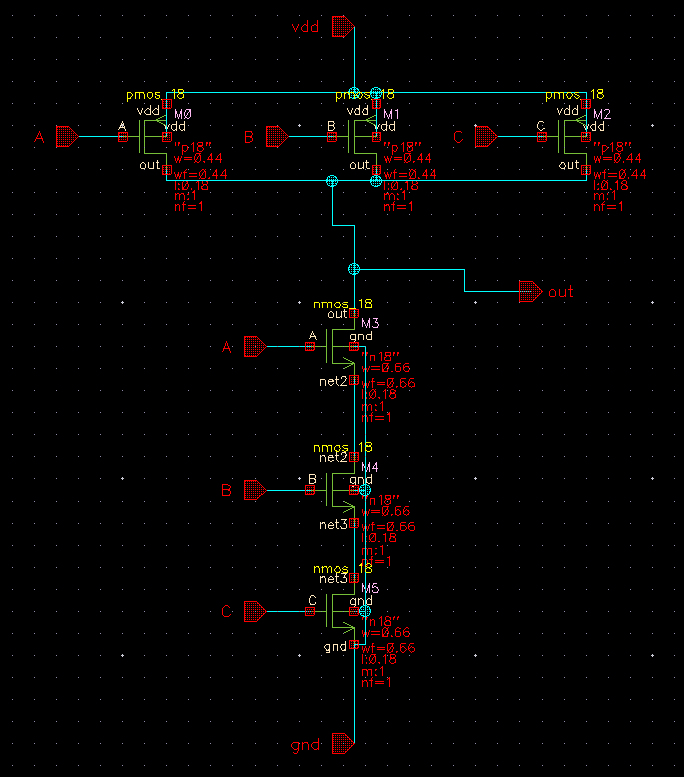 vdd
pmos_18
pmos_18
pmos_18
vdd
M0
vdd
M1
vdd
M2
A
A
vdd
B
B
vdd
C
C
vdd
"p18"
"p18"
"p18"
w=0.44
w=0.44
w=0.44
out
wf=0.44
out
wf=0.44
out
wf=0.44
l:0.18
l:0.18
l:0.18
m:1
m:1
m:1
nf=1
nf=1
nf=1
out
nmos_18
out
M3
A
A
gnd
"n18"
w=0.66
net2
wf=0.66
l:0.18
m:1
nf=1
nmos_18
net2
M4
B
B
gnd
"n18"
w=0.66
net3
wf=0.66
l:0.18
m:1
nf=1
nmos_18
net3
M5
C
C
gnd
"n18"
w=0.66
gnd
wf=0.66
l:0.18
m:1
nf=1
gnd